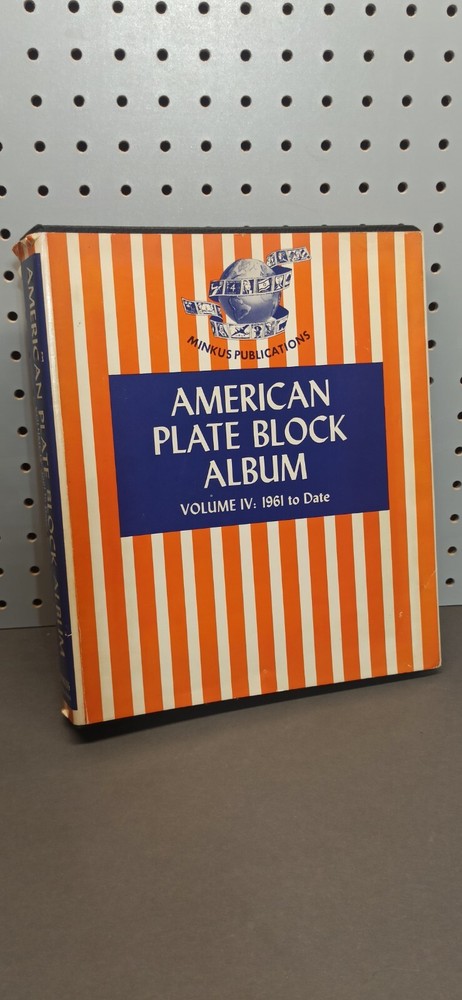 MINKUS PUBLICATIONS
AMERICAN
PLATE BLOCK
ALBUM
VOLUME IV: 1961 to Date
AMERICAN PLATE BLOCK ALBUM